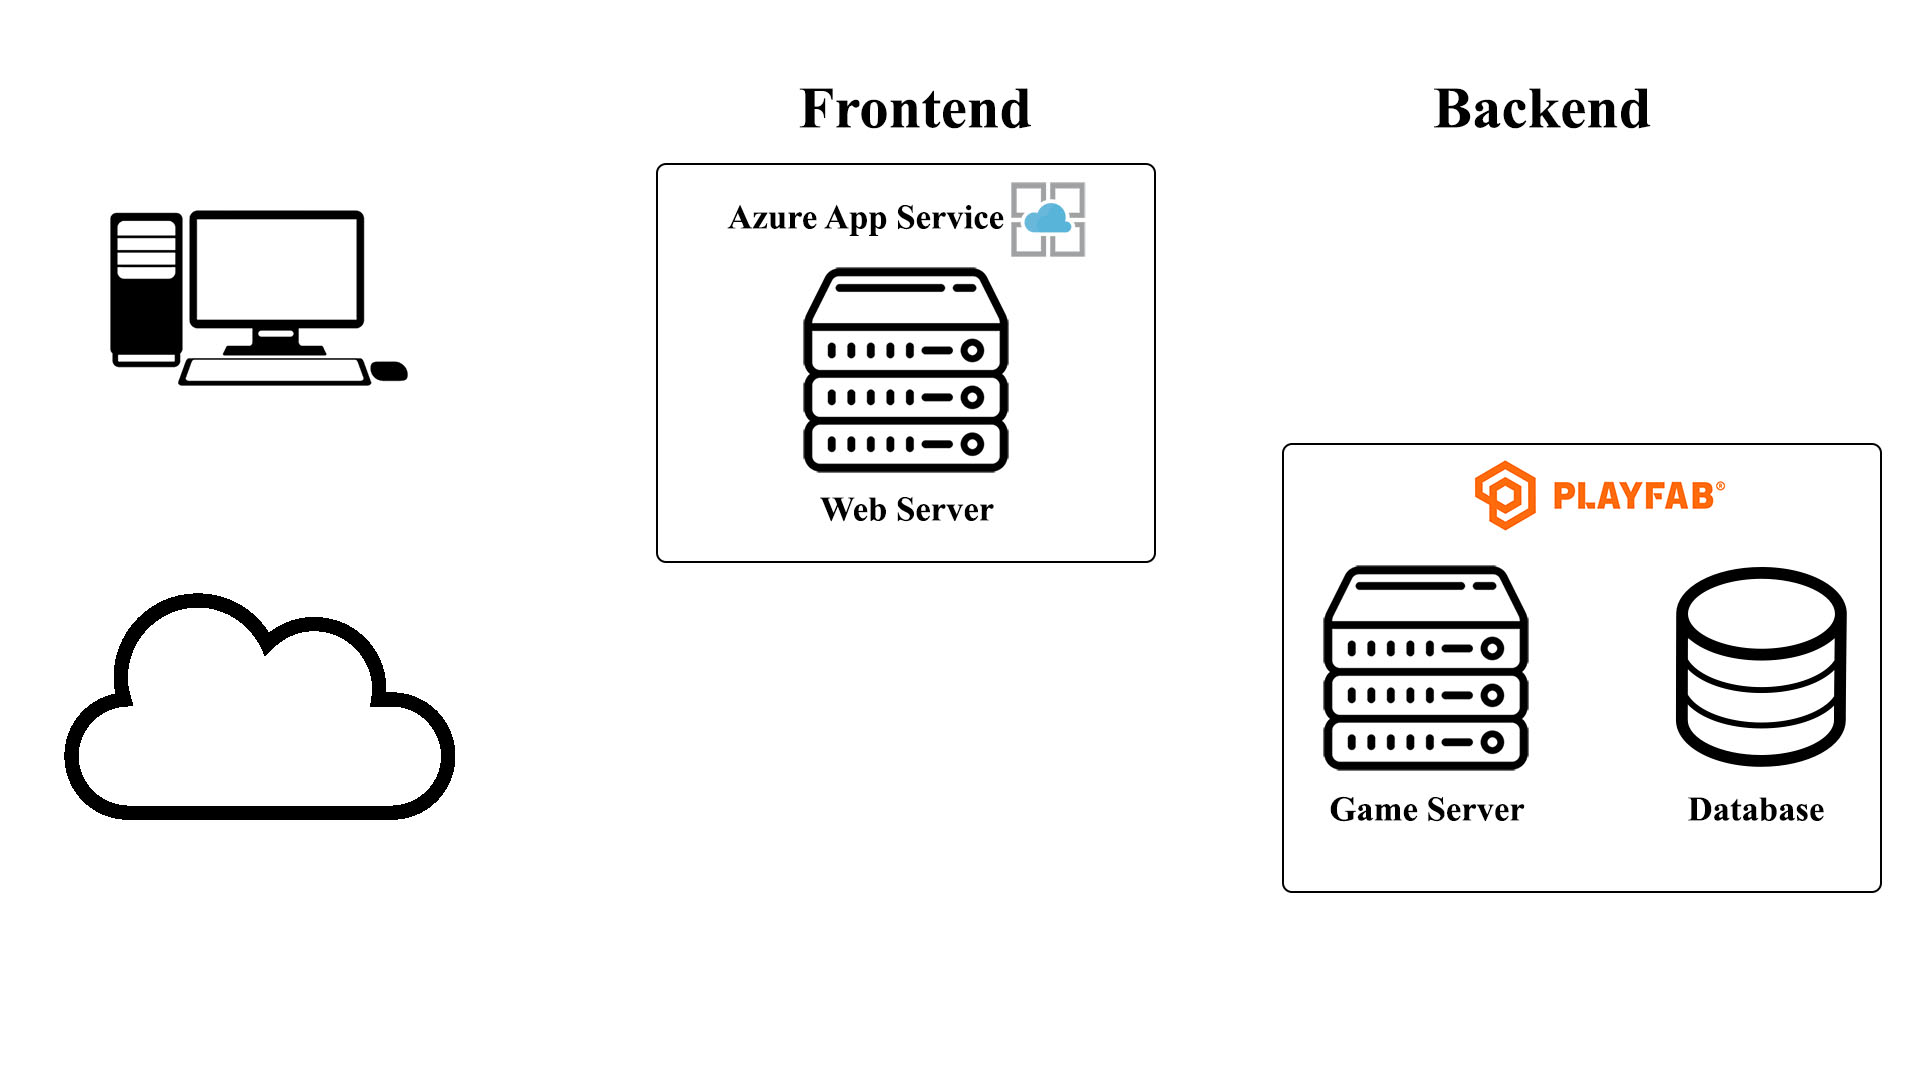 Frontend
Backend
Azure App Service
Web Server
PLAYFAB®
Game Server
Database